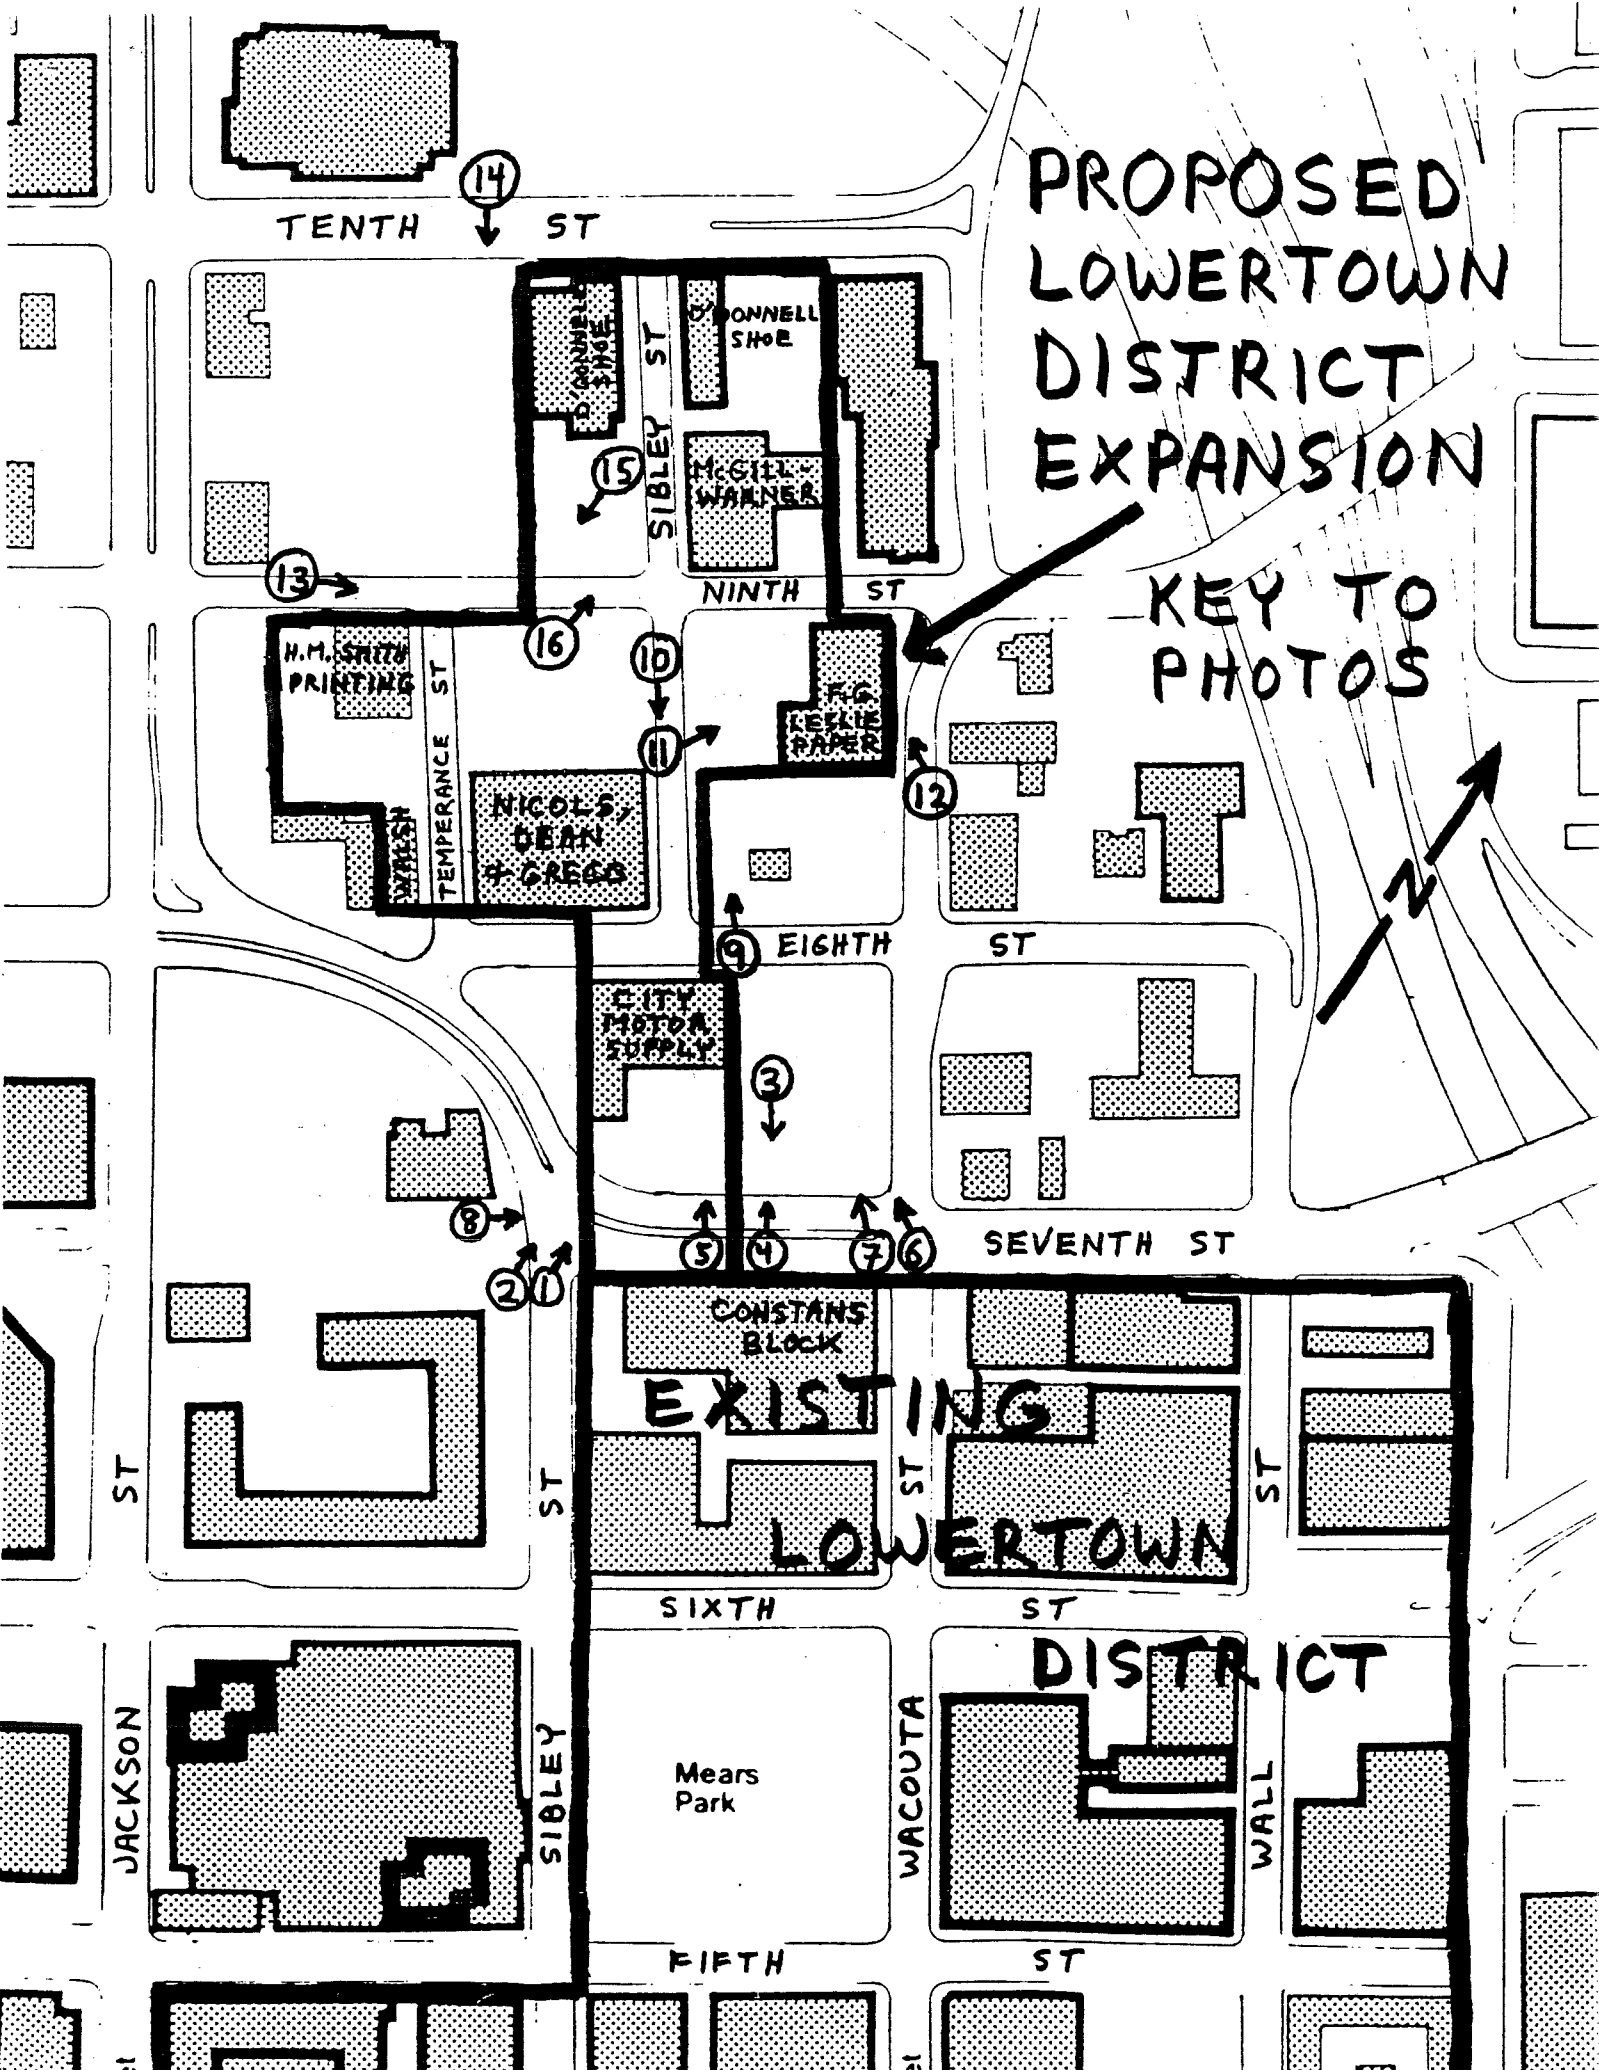 14
TENTH ST
PROPOSED
LOWERTOWN
DISTRICT
EXPANSION
KEY TO
PHOTOS
O'DONNELL
SHOE
SIBLEY ST
O'DONNELL
SHOE
15
McGILL-
WARNER
13
NINTH ST
16
10
H.M. SMITH
PRINTING
TEMPERANCE ST
11
F.G.
LESLIE
PAPER
12
NICOLS,
DEAN
+ GREGG
WALSH
N
9
EIGHTH ST
CITY
MOTOR
SUPPLY
3
8
5
4
7
6
SEVENTH ST
2
1
CONSTANS
BLOCK
EXISTING
LOWERTOWN
DISTRICT
SIXTH ST
JACKSON ST
SIBLEY ST
Mears
Park
WACOUTA ST
WALL ST
FIFTH ST